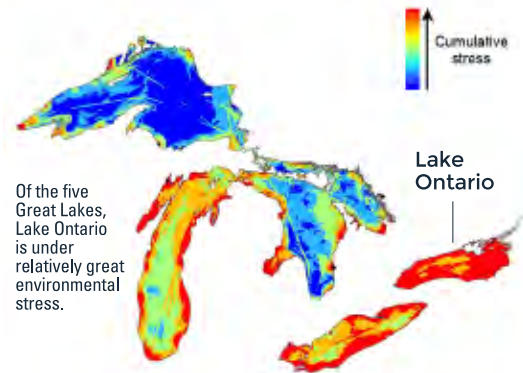 Cumulative
stress
Lake
Ontario
Of the five
Great Lakes,
Lake Ontario
is under
relatively great
environmental
stress.